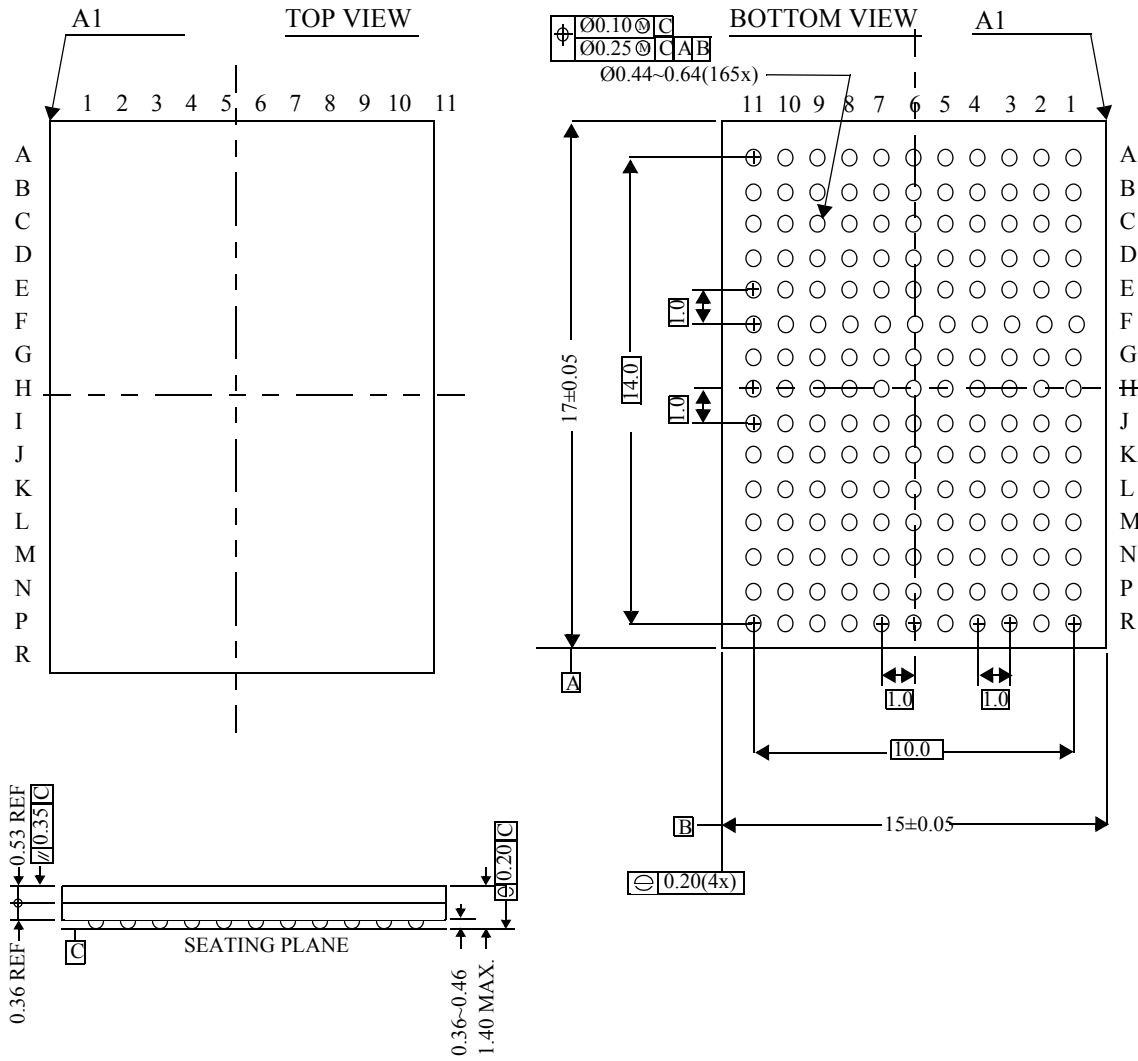 A1
TOP VIEW
1 2 3 4 5 6 7 8 9 10 11
A
B
C
D
E
F
G
H
I
J
K
L
M
N
P
R
Ø0.10 Ⓜ C
Ø0.25 Ⓜ C A B
BOTTOM VIEW
A1
Ø0.44~0.64(165x)
11 10 9 8 7 6 5 4 3 2 1
A
B
C
D
E
F
G
H
J
K
L
M
N
P
R
1.0
1.0
14.0
17±0.05
A
1.0
1.0
10.0
B
15±0.05
0.20(4x)
0.53 REF
// 0.35 C
0.20 C
C
SEATING PLANE
0.36 REF
0.36~0.46
1.40 MAX.